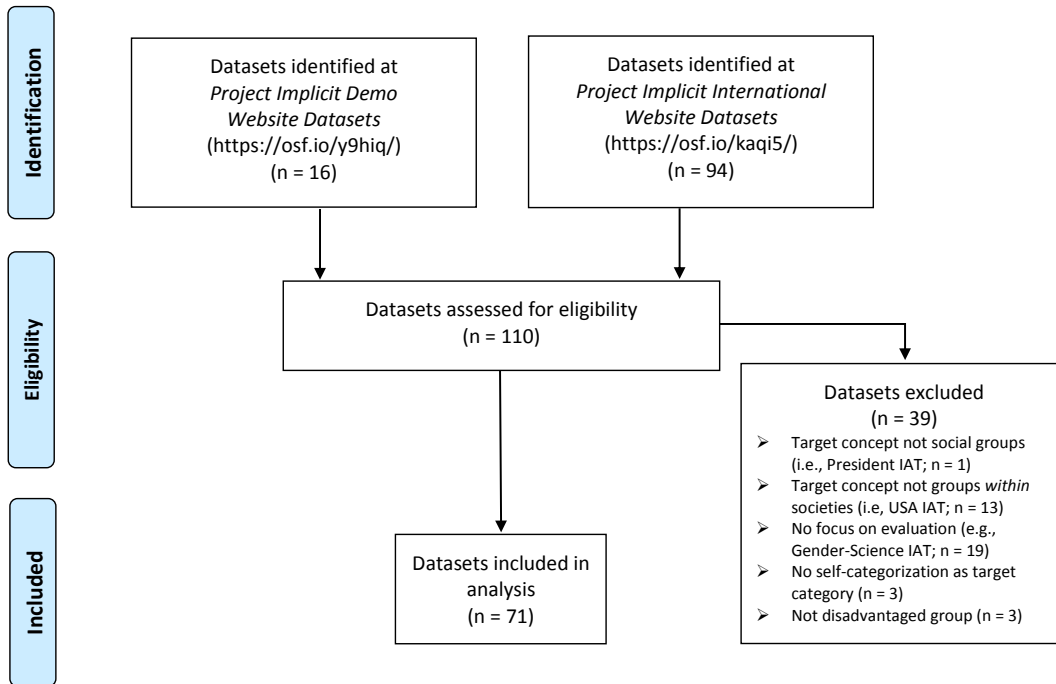 Identification
Datasets identified at
Project Implicit Demo
Website Datasets
(https://osf.io/y9hiq/)
(n = 16)
Datasets identified at
Project Implicit International
Website Datasets
(https://osf.io/kaqi5/)
(n = 94)
Eligibility
Datasets assessed for eligibility
(n = 110)
Datasets excluded
(n = 39)
➢ Target concept not social groups
(i.e., President IAT; n = 1)
➢ Target concept not groups within
societies (i.e, USA IAT; n = 13)
➢ No focus on evaluation (e.g.,
Gender-Science IAT; n = 19)
➢ No self-categorization as target
category (n = 3)
➢ Not disadvantaged group (n = 3)
Included
Datasets included in
analysis
(n = 71)